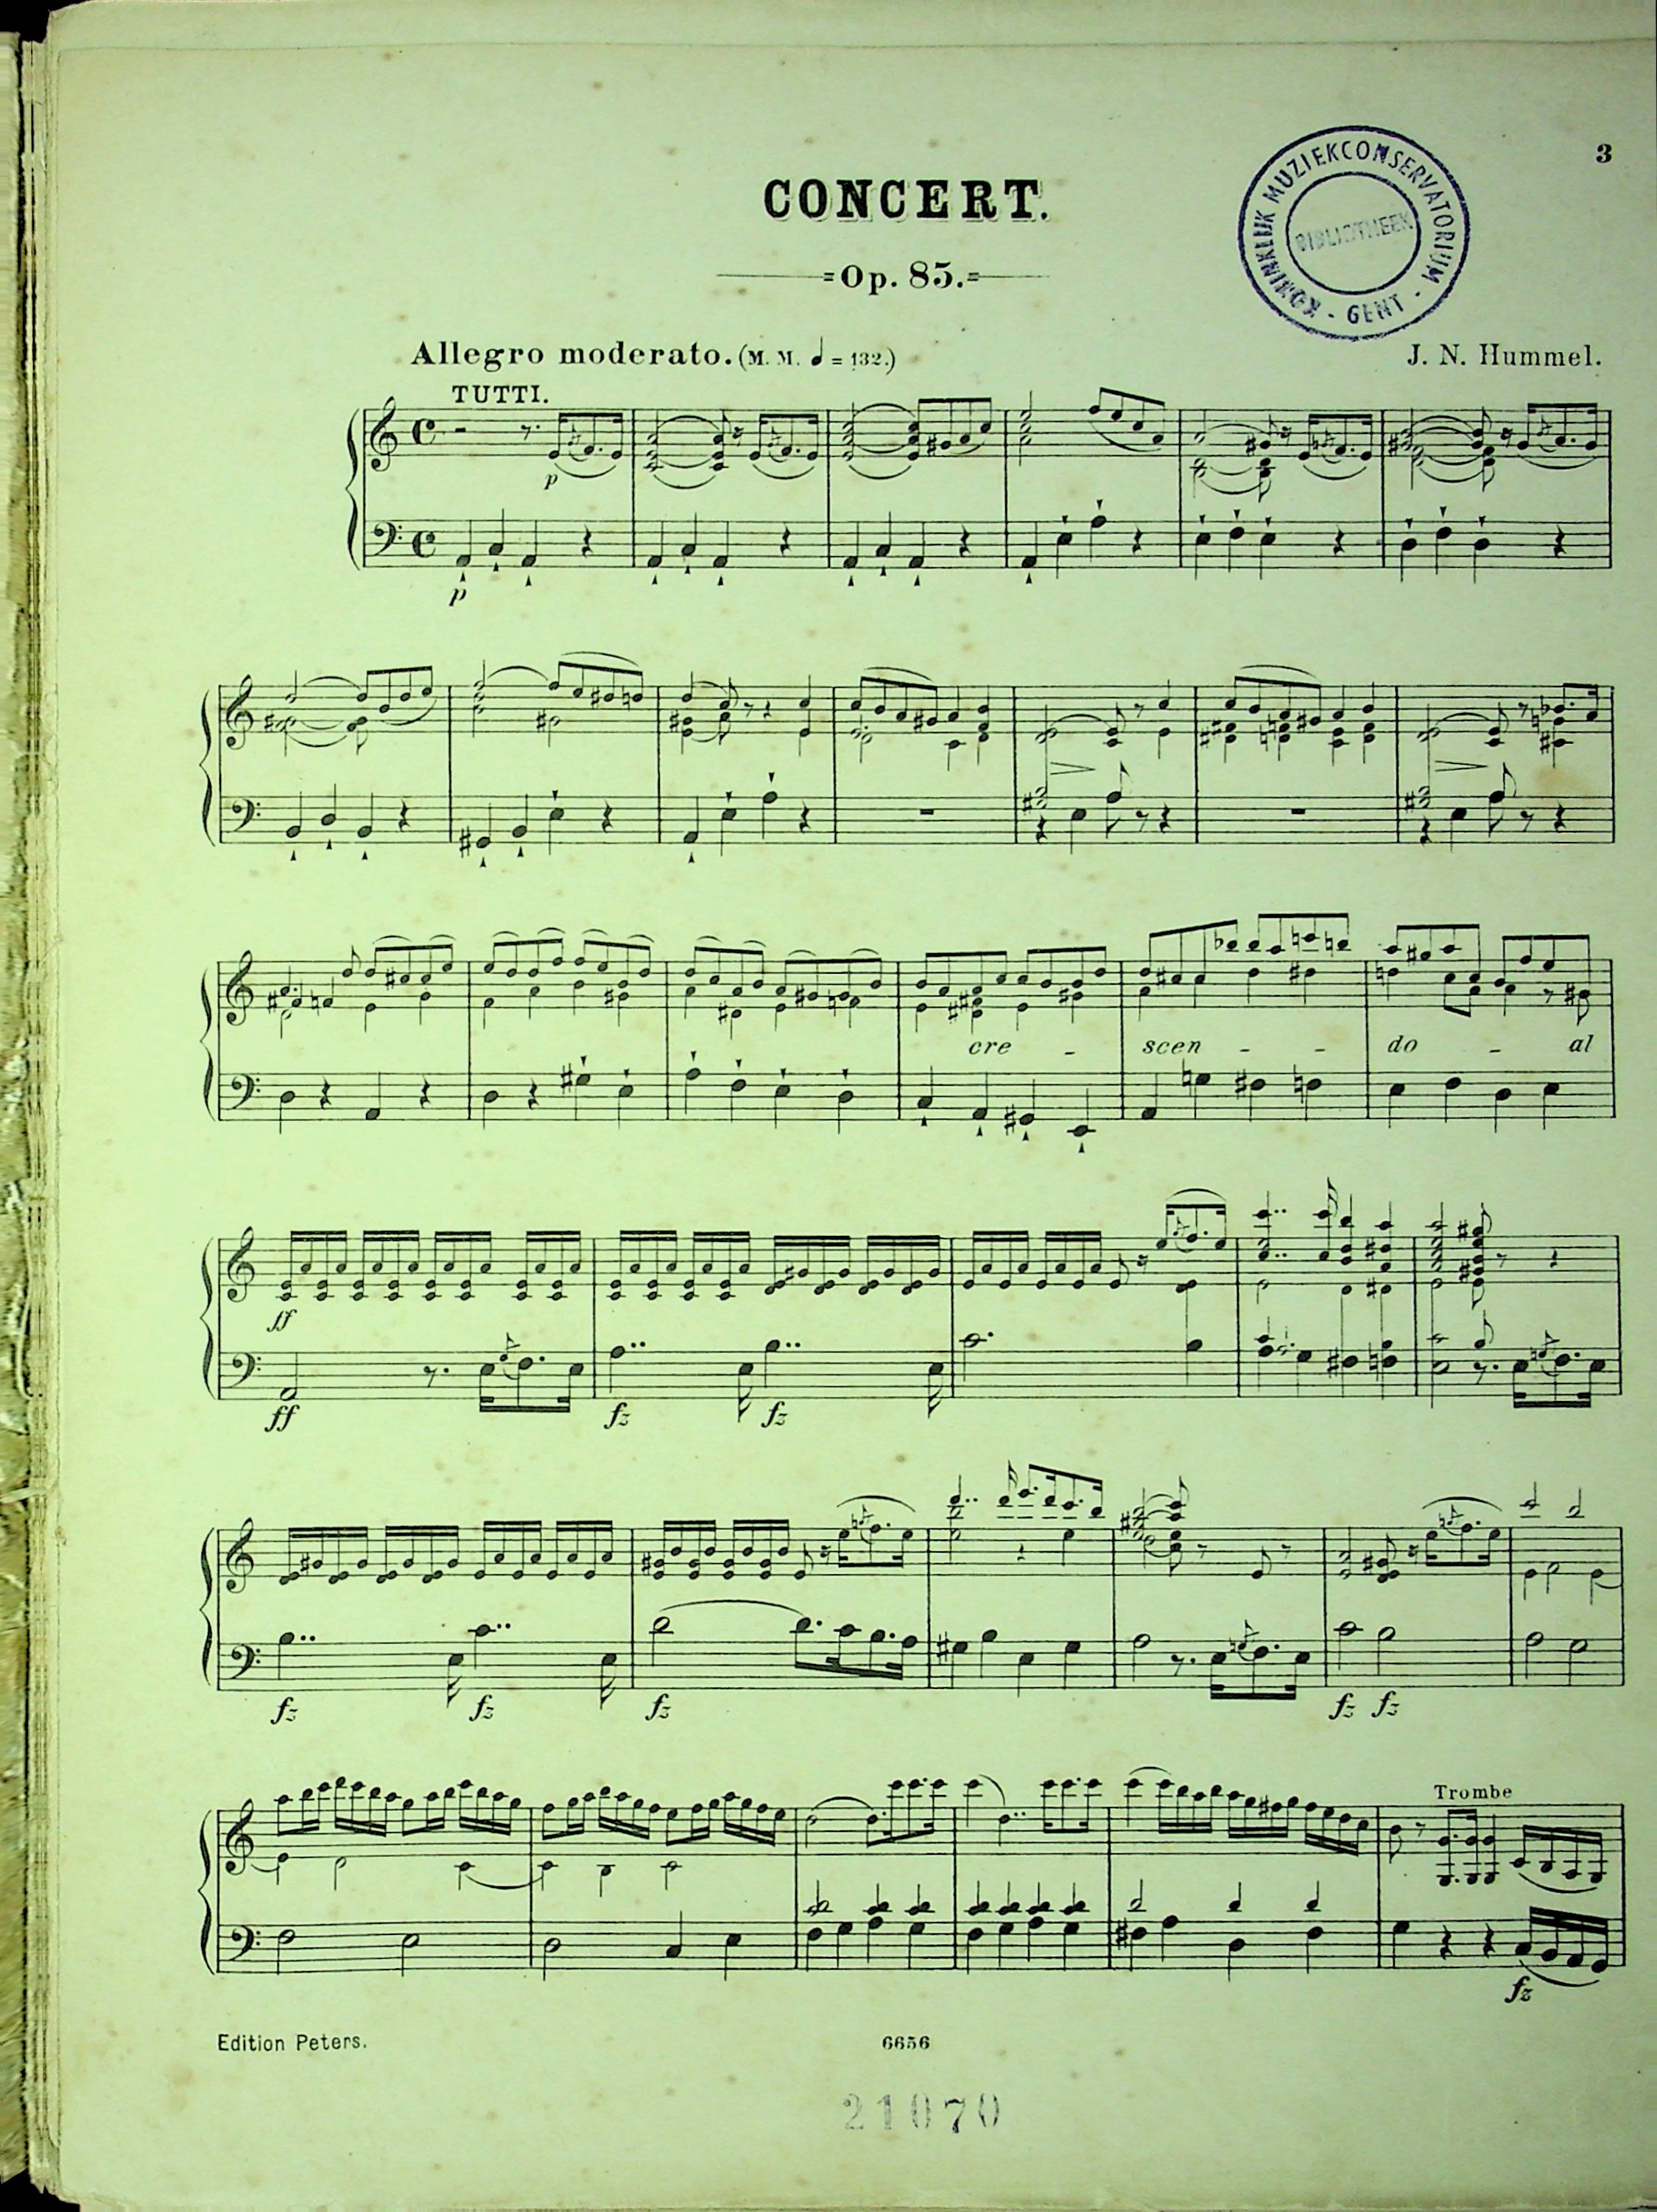 3
KONINKLIJK MUZIEKCONSERVATORIUM - GENT -
BIBLIOTHEEK
CONCERT.
=Op. 85.=
Allegro moderato. (M. M. ♩ = 132.)
J. N. Hummel.
TUTTI.
p
p
cre - scen - - do - al
ff
ff fz fz
fz fz fz fz fz
Trombe
fz
Edition Peters.
6656
21070